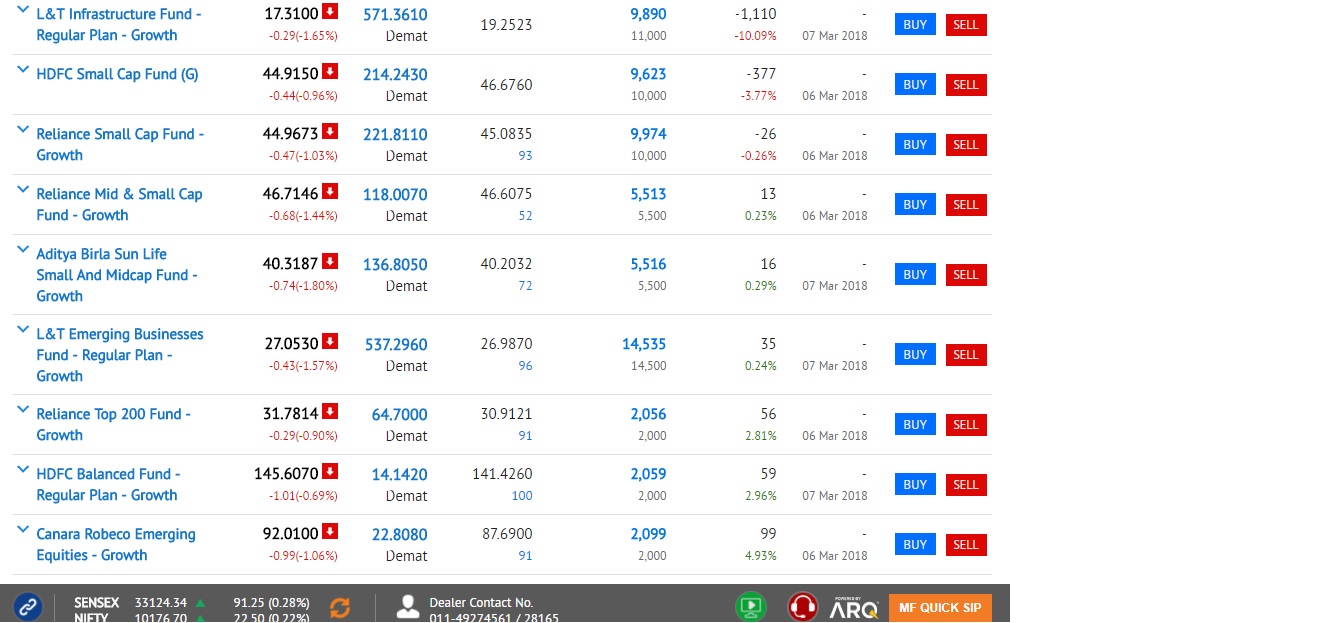 L&T Infrastructure Fund - 17.3100 571.3610 19.2523 9,890 -1,110 - BUY SELL
Regular Plan - Growth -0.29(-1.65%) Demat 11,000 -10.09% 07 Mar 2018
HDFC Small Cap Fund (G) 44.9150 214.2430 46.6760 9,623 -377 - BUY SELL
-0.44(-0.96%) Demat 10,000 -3.77% 06 Mar 2018
Reliance Small Cap Fund - 44.9673 221.8110 45.0835 9,974 -26 - BUY SELL
Growth -0.47(-1.03%) Demat 93 10,000 -0.26% 06 Mar 2018
Reliance Mid & Small Cap 46.7146 118.0070 46.6075 5,513 13 - BUY SELL
Fund - Growth -0.68(-1.44%) Demat 52 5,500 0.23% 06 Mar 2018
Aditya Birla Sun Life
Small And Midcap Fund - 40.3187 136.8050 40.2032 5,516 16 - BUY SELL
Growth -0.74(-1.80%) Demat 72 5,500 0.29% 07 Mar 2018
L&T Emerging Businesses
Fund - Regular Plan - 27.0530 537.2960 26.9870 14,535 35 - BUY SELL
Growth -0.43(-1.57%) Demat 96 14,500 0.24% 07 Mar 2018
Reliance Top 200 Fund - 31.7814 64.7000 30.9121 2,056 56 - BUY SELL
Growth -0.29(-0.90%) Demat 91 2,000 2.81% 06 Mar 2018
HDFC Balanced Fund - 145.6070 14.1420 141.4260 2,059 59 - BUY SELL
Regular Plan - Growth -1.01(-0.69%) Demat 100 2,000 2.96% 07 Mar 2018
Canara Robeco Emerging 92.0100 22.8080 87.6900 2,099 99 - BUY SELL
Equities - Growth -0.99(-1.06%) Demat 91 2,000 4.93% 06 Mar 2018
SENSEX 33124.34 91.25 (0.28%) Dealer Contact No. POWERED BY ARQ MF QUICK SIP
NIFTY 10176.70 22.50 (0.22%) 011-49274561 / 28165